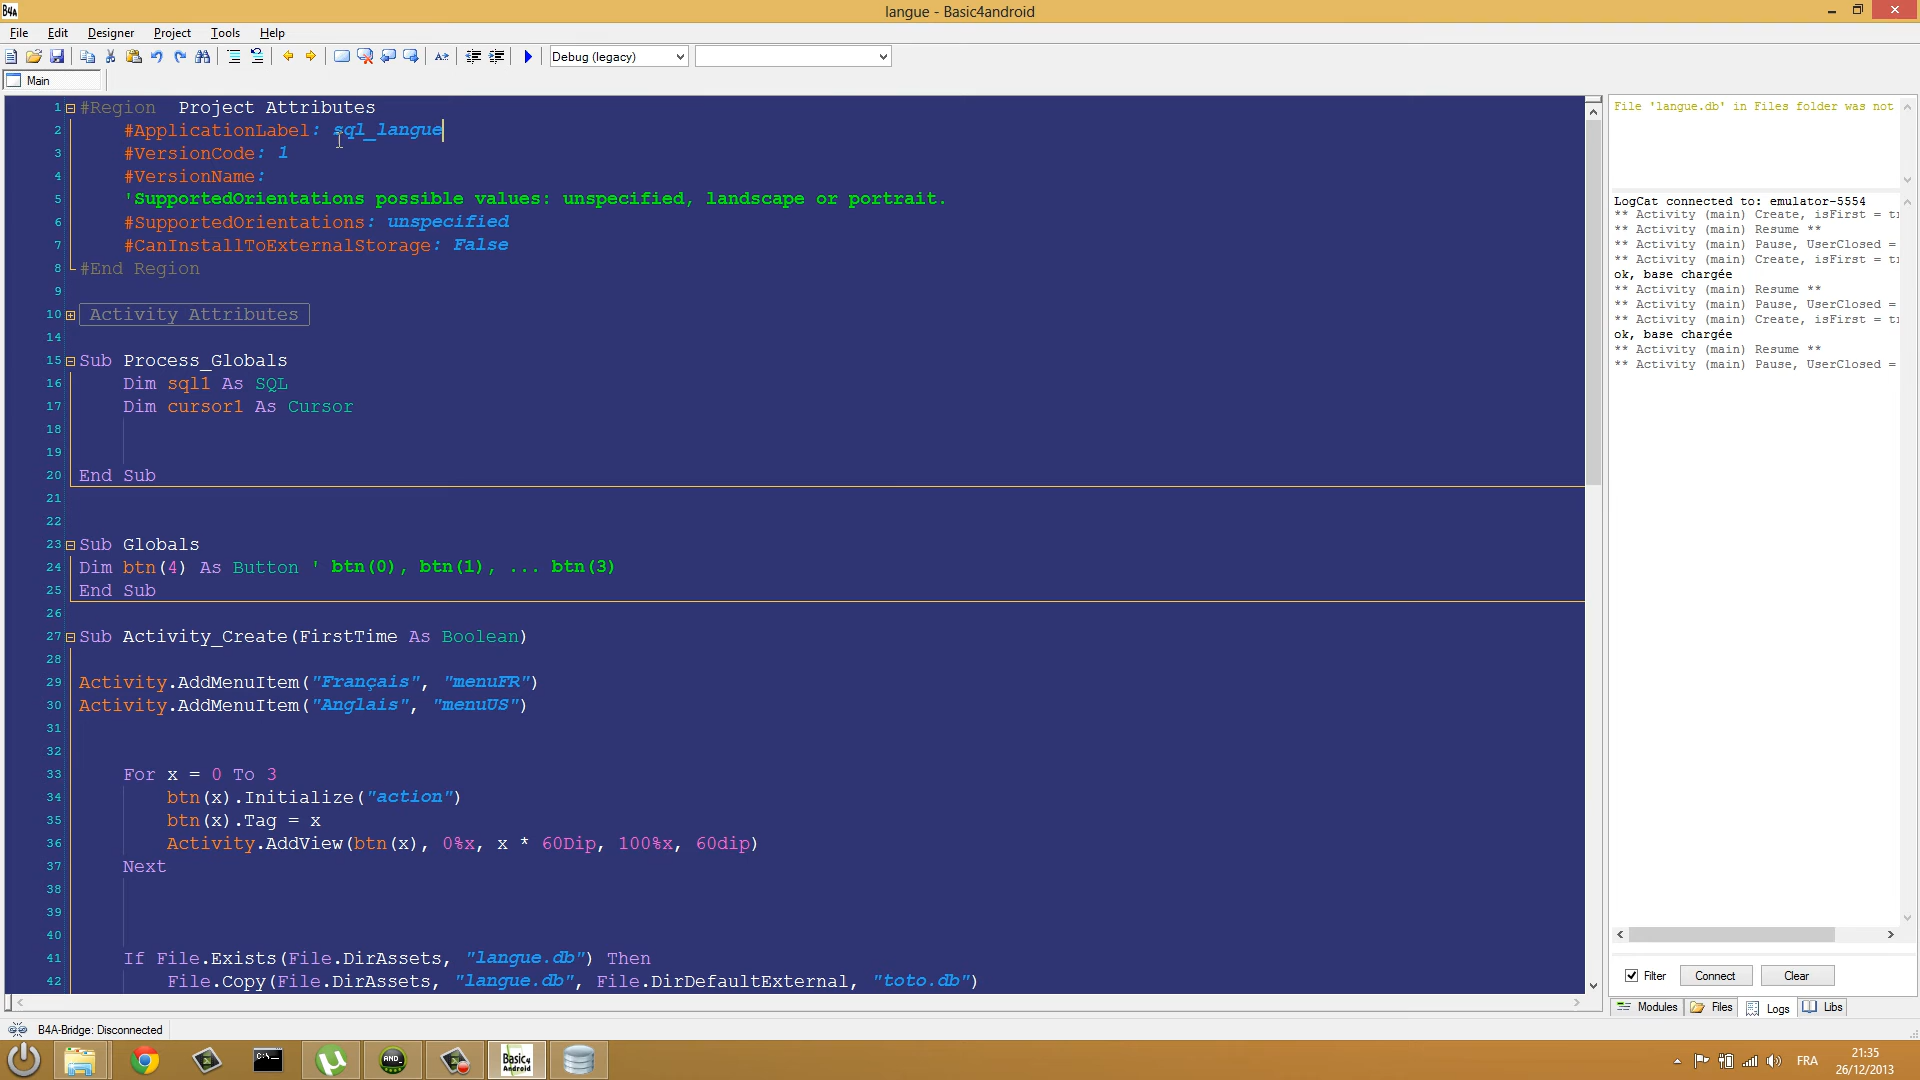 B4A
langue - Basic4android
File Edit Designer Project Tools Help
Debug (legacy)
Main
1 #Region Project Attributes
2 #ApplicationLabel: sql_langue
3 #VersionCode: 1
4 #VersionName:
5 'SupportedOrientations possible values: unspecified, landscape or portrait.
6 #SupportedOrientations: unspecified
7 #CanInstallToExternalStorage: False
8 #End Region
9
10 Activity Attributes
14
15 Sub Process_Globals
16 Dim sql1 As SQL
17 Dim cursor1 As Cursor
18
19
20 End Sub
21
22
23 Sub Globals
24 Dim btn(4) As Button ' btn(0), btn(1), ... btn(3)
25 End Sub
26
27 Sub Activity_Create(FirstTime As Boolean)
28
29 Activity.AddMenuItem("Français", "menuFR")
30 Activity.AddMenuItem("Anglais", "menuUS")
31
32
33 For x = 0 To 3
34 btn(x).Initialize("action")
35 btn(x).Tag = x
36 Activity.AddView(btn(x), 0%x, x * 60Dip, 100%x, 60dip)
37 Next
38
39
40
41 If File.Exists(File.DirAssets, "langue.db") Then
42 File.Copy(File.DirAssets, "langue.db", File.DirDefaultExternal, "toto.db")
File 'langue.db' in Files folder was not
LogCat connected to: emulator-5554
** Activity (main) Create, isFirst = t
** Activity (main) Resume **
** Activity (main) Pause, UserClosed =
** Activity (main) Create, isFirst = t
ok, base chargée
** Activity (main) Resume **
** Activity (main) Pause, UserClosed =
** Activity (main) Create, isFirst = t
ok, base chargée
** Activity (main) Resume **
** Activity (main) Pause, UserClosed =
Filter Connect Clear
Modules Files Logs Libs
B4A-Bridge: Disconnected
AND_
Basic4
Android
FRA
21:35
26/12/2013